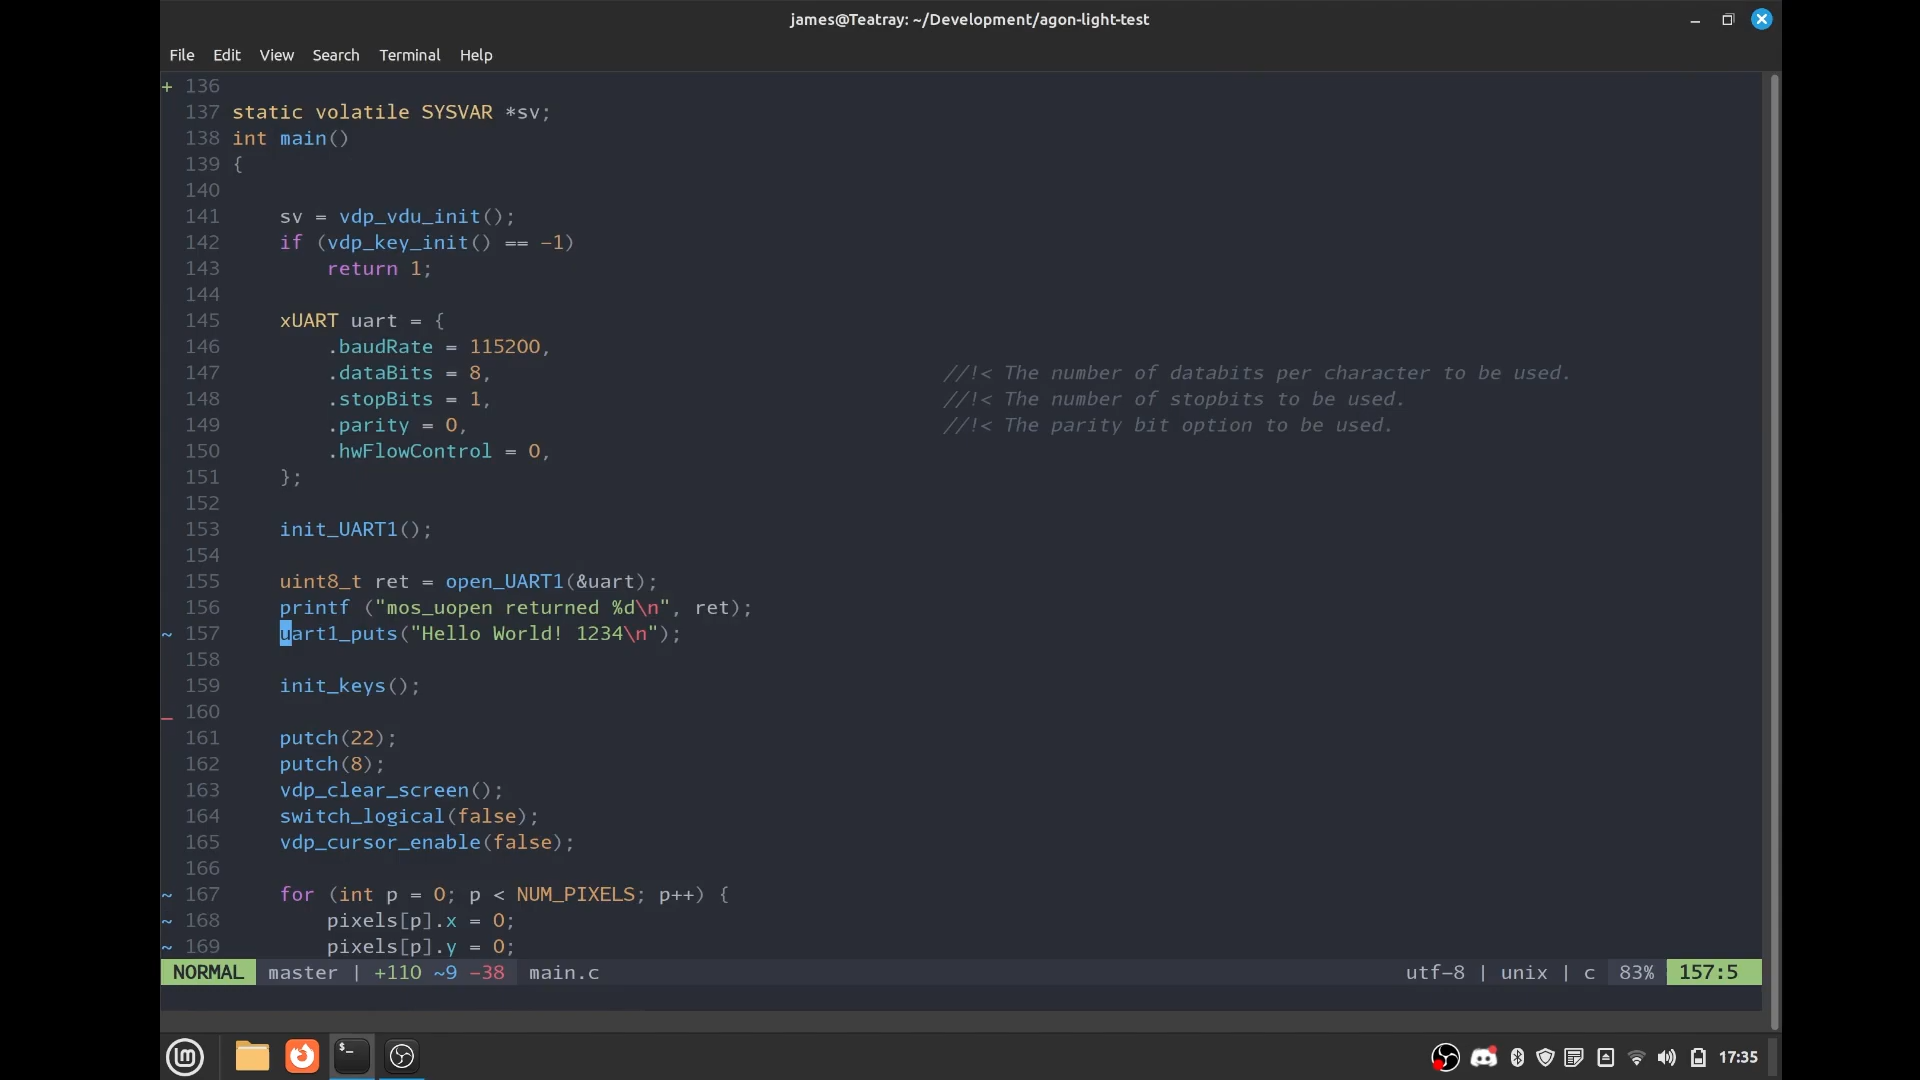 james@Teatray: ~/Development/agon-light-test
File Edit View Search Terminal Help
+ 136
137 static volatile SYSVAR *sv;
138 int main()
139 {
140
141     sv = vdp_vdu_init();
142     if (vdp_key_init() == -1)
143         return 1;
144
145     xUART uart = {
146         .baudRate = 115200,
147         .dataBits = 8, //!< The number of databits per character to be used.
148         .stopBits = 1, //!< The number of stopbits to be used.
149         .parity = 0, //!< The parity bit option to be used.
150         .hwFlowControl = 0,
151     };
152
153     init_UART1();
154
155     uint8_t ret = open_UART1(&uart);
156     printf ("mos_uopen returned %d\n", ret);
~ 157     uart1_puts("Hello World! 1234\n");
158
159     init_keys();
_ 160
161     putch(22);
162     putch(8);
163     vdp_clear_screen();
164     switch_logical(false);
165     vdp_cursor_enable(false);
166
~ 167     for (int p = 0; p < NUM_PIXELS; p++) {
~ 168         pixels[p].x = 0;
~ 169         pixels[p].y = 0;
NORMAL master | +110 ~9 -38 main.c utf-8 | unix | c 83% 157:5
17:35